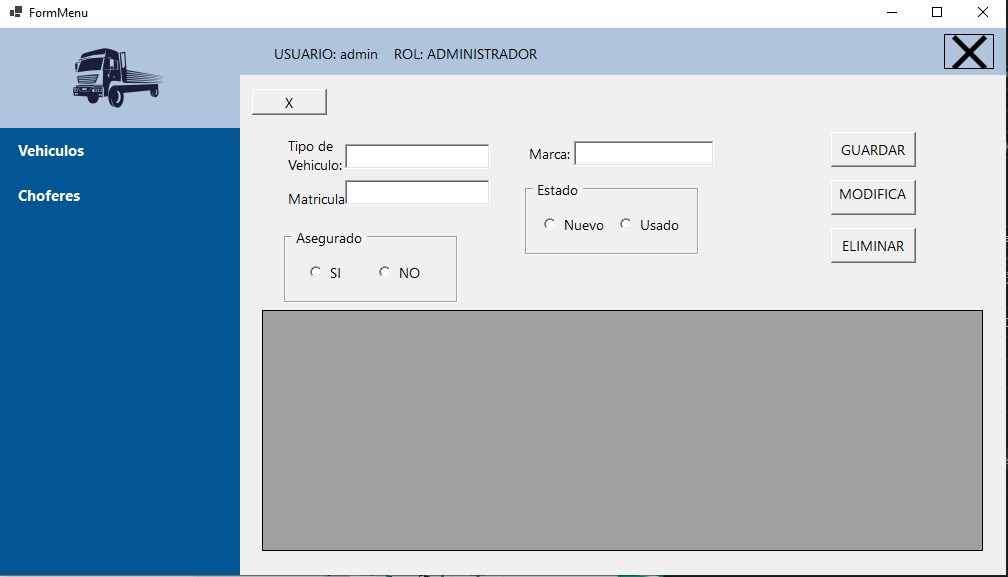 FormMenu
USUARIO: admin ROL: ADMINISTRADOR
X
Vehiculos
Choferes
Tipo de
Vehiculo:
Marca:
GUARDAR
Matricula
Estado
Nuevo Usado
MODIFICA
Asegurado
SI NO
ELIMINAR